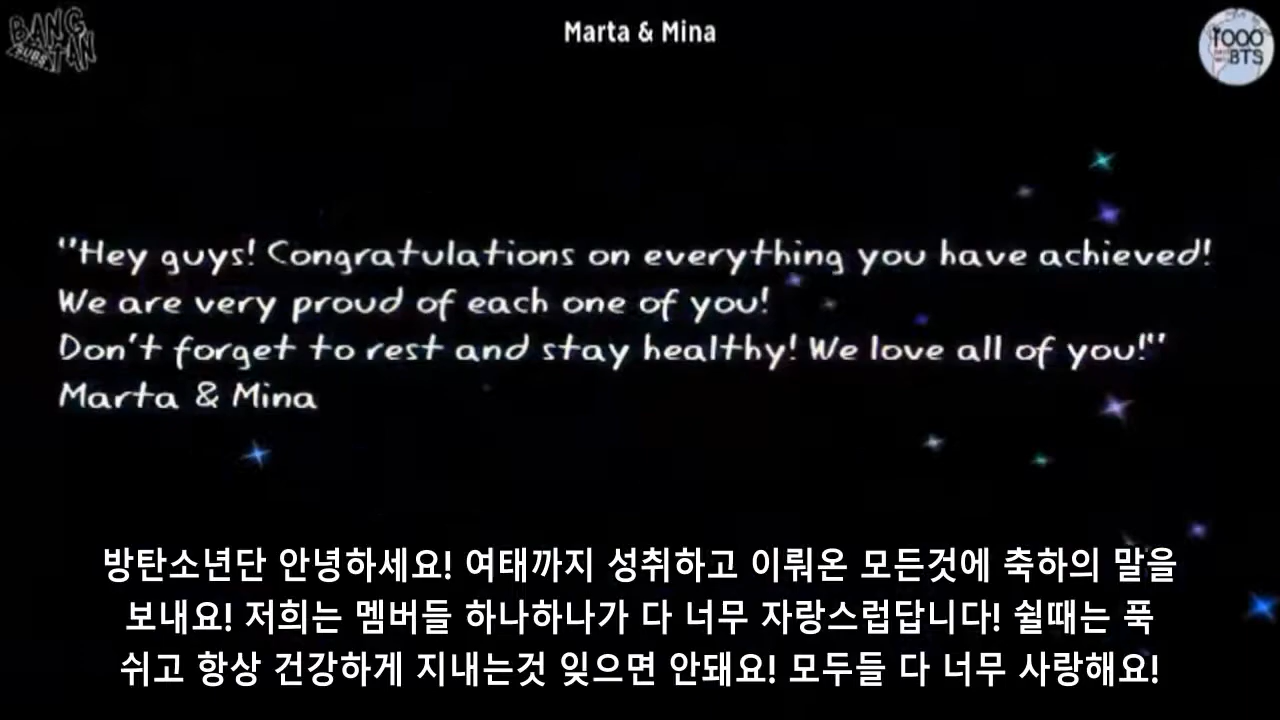 BANG
TAN
SUBS
Marta & Mina
1000
BTS
"Hey guys! Congratulations on everything you have achieved!
We are very proud of each one of you!
Don't forget to rest and stay healthy! We love all of you!"
Marta & Mina
방탄소년단 안녕하세요! 여태까지 성취하고 이뤄온 모든것에 축하의 말을
보내요! 저희는 멤버들 하나하나가 다 너무 자랑스럽답니다! 쉴때는 푹
쉬고 항상 건강하게 지내는것 잊으면 안돼요! 모두들 다 너무 사랑해요!